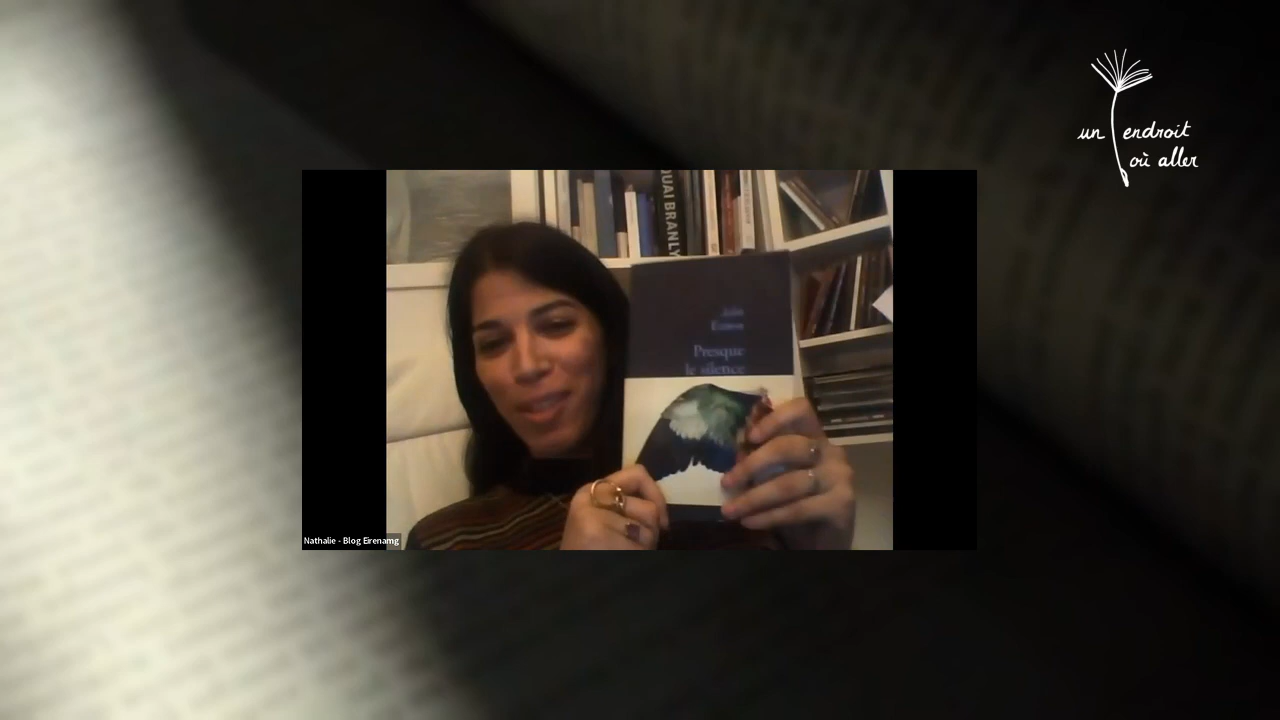 un endroit
où aller
QUAI BRANLY
Presque
le silence
Nathalie - Blog Eirenamg